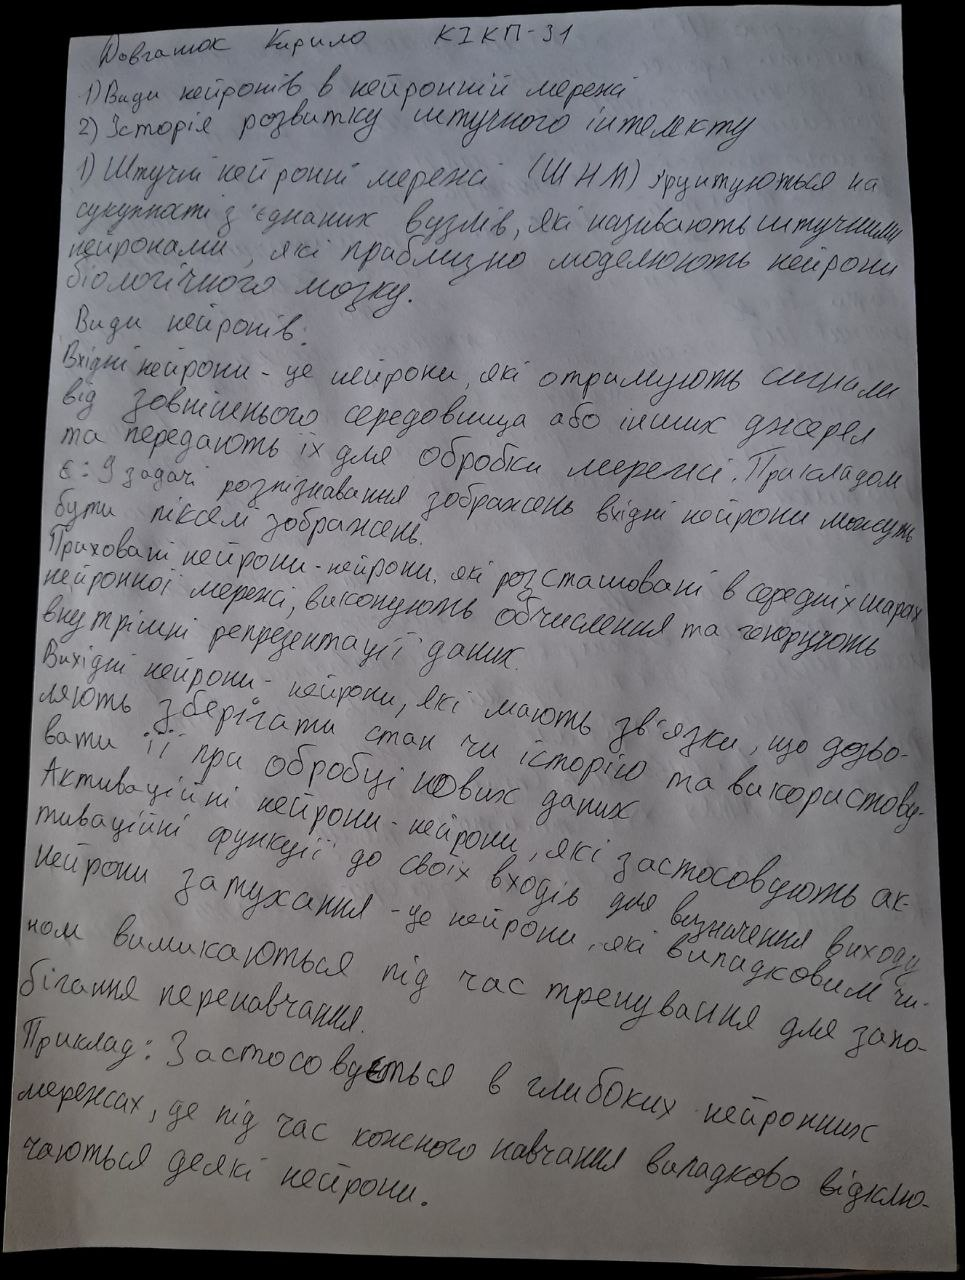 Довганюк Кирило КІКП-31
1) Види нейронів в нейронній мережі
2) Історія розвитку штучного інтелекту
1) Штучні нейронні мережі (ШНМ) ґрунтуються на
сукупності з'єднаних вузлів, які називають штучними
нейронами, які праблизно моделюють нейрони
біологічного мозку.
Види нейронів:
Вхідні нейрони - це нейрони, які отримують сигнали
від зовнішнього середовища або інших джерел
та передають їх для обробки мережі. Прикладом
є: У задачі розпізнавання зображень вхідні нейрони можуть
бути пікселі зображень.
Приховані нейрони - нейрони, які розсташовані в середніх шарах
нейронної мережі, виконують обчислення та генерують
внутрішні репрезентації даних.
Вихідні нейрони - нейрони, які мають зв'язки, що дозво-
ляють зберігати стан чи історію та використову-
вати її при обробці нових даних
Активаційні нейрони - нейрони, які застосовують ак-
тиваційні функції до своїх входів для визначення виходу
Нейрони затухання - це нейрони, які випадковим чи-
ном вимикаються під час тренування для запо-
бігання перенавчання.
Приклад: Застосовується в глибоких нейронних
мережах, де під час кожного навчання випадково відклю-
чаються деякі нейрони.